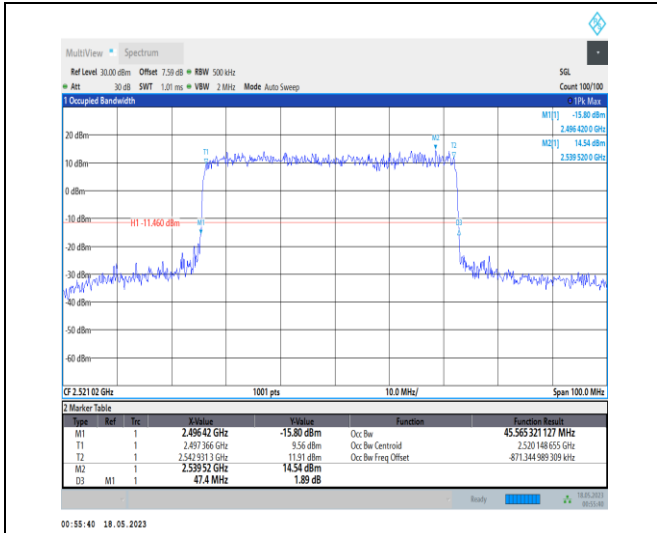 MultiView Spectrum
Ref Level 30.00 dBm Offset 7.59 dB RBW 500 kHz SGL
Att 30 dB SWT 1.01 ms VBW 2 MHz Mode Auto Sweep Count 100/100
1 Occupied Bandwidth 1Pk Max
M1[1] -15.80 dBm
2.496 420 0 GHz
M2[1] 14.54 dBm
2.539 520 0 GHz
20 dBm
M2
T1
T2
10 dBm
0 dBm
-10 dBm
H1 -11.460 dBm
M1
D3
-20 dBm
-30 dBm
-40 dBm
-50 dBm
-60 dBm
CF 2.521 02 GHz 1001 pts 10.0 MHz/ Span 100.0 MHz
2 Marker Table
Type Ref Trc X-Value Y-Value Function Function Result
M1 1 2.496 42 GHz -15.80 dBm Occ Bw 45.565 321 127 MHz
T1 1 2.497 366 GHz 9.56 dBm Occ Bw Centroid 2.520 148 655 GHz
T2 1 2.542 931 3 GHz 11.91 dBm Occ Bw Freq Offset -871.344 989 309 kHz
M2 1 2.539 52 GHz 14.54 dBm
D3 M1 1 47.4 MHz 1.89 dB
Ready 18.05.2023
00:55:40
00:55:40 18.05.2023